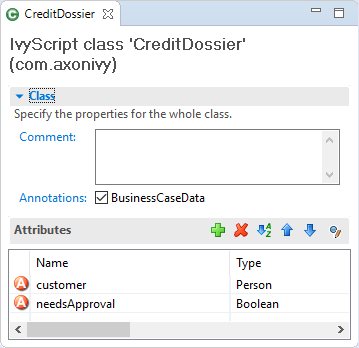 CreditDossier
IvyScript class 'CreditDossier'
(com.axonivy)
Class
Specify the properties for the whole class.
Comment:
Annotations: BusinessCaseData
Attributes
Name Type
customer Person
needsApproval Boolean